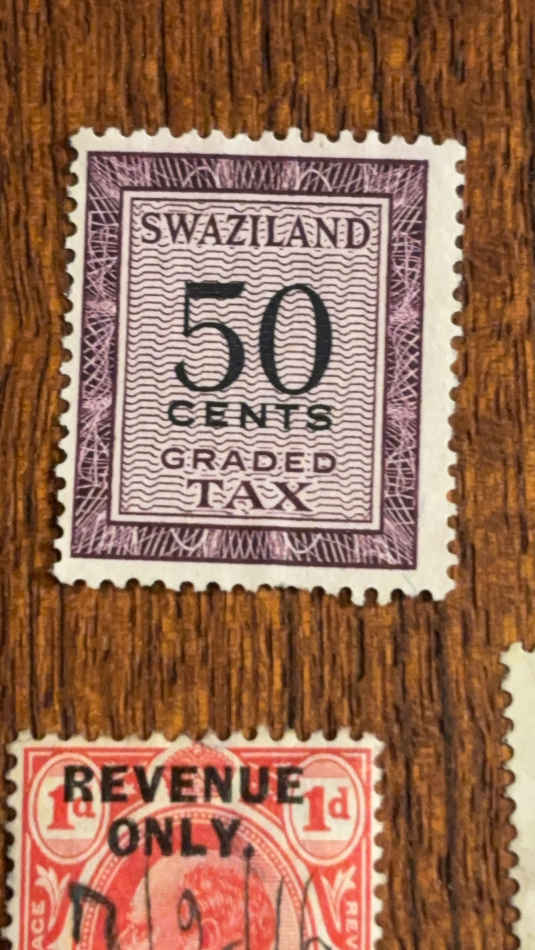 SWAZILAND
50
CENTS
GRADED
TAX
REVENUE
1d 1d
ONLY.